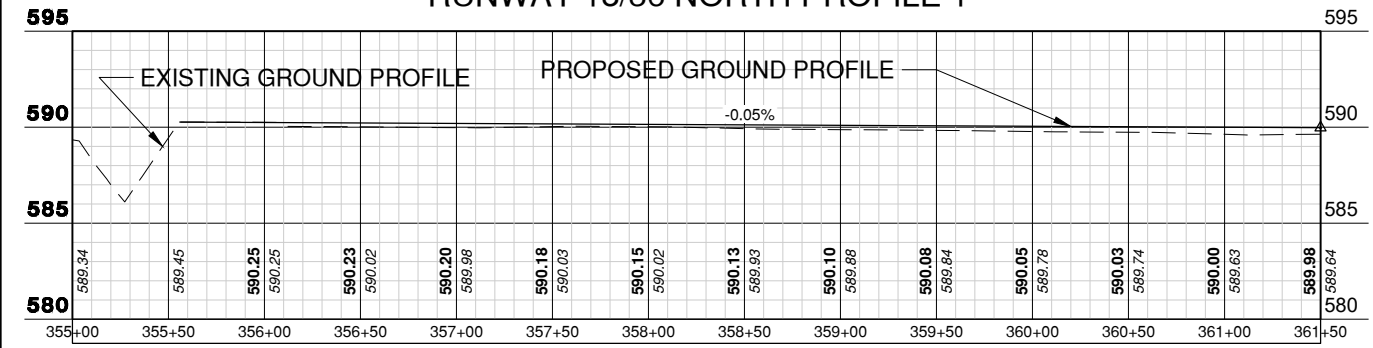 RUNWAY NORTH PROFILE
595 595
EXISTING GROUND PROFILE PROPOSED GROUND PROFILE
590 -0.05% 590
585 585
589.34 589.45 590.25 590.25 590.23 590.02 590.20 589.98 590.18 590.03 590.15 590.02 590.13 589.93 590.10 589.88 590.08 589.84 590.05 589.78 590.03 589.74 590.00 589.63 589.98 589.64
580 580
355+00 355+50 356+00 356+50 357+00 357+50 358+00 358+50 359+00 359+50 360+00 360+50 361+00 361+50